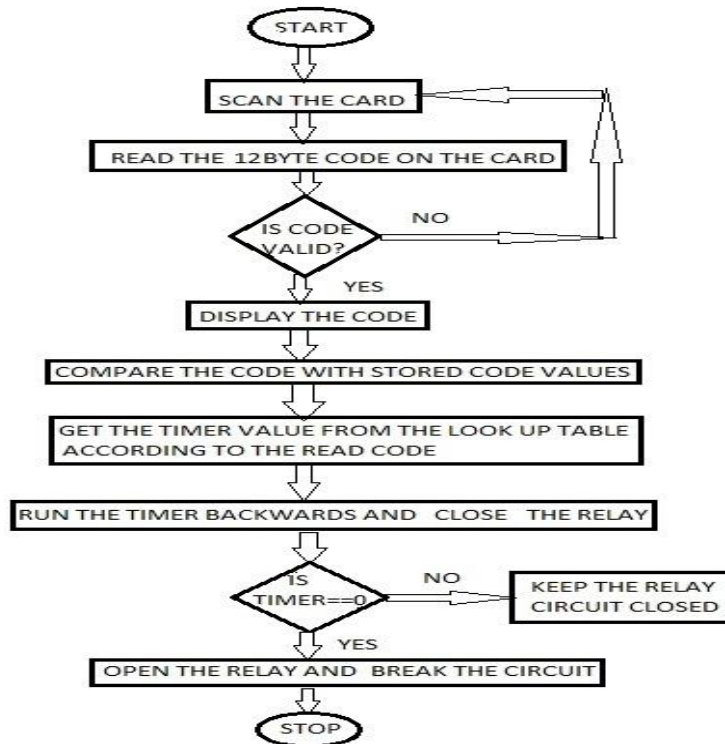 START
SCAN THE CARD
READ THE 12BYTE CODE ON THE CARD
IS CODE
VALID?
NO
YES
DISPLAY THE CODE
COMPARE THE CODE WITH STORED CODE VALUES
GET THE TIMER VALUE FROM THE LOOK UP TABLE
ACCORDING TO THE READ CODE
RUN THE TIMER BACKWARDS AND CLOSE THE RELAY
IS
TIMER==0
NO
KEEP THE RELAY
CIRCUIT CLOSED
YES
OPEN THE RELAY AND BREAK THE CIRCUIT
STOP